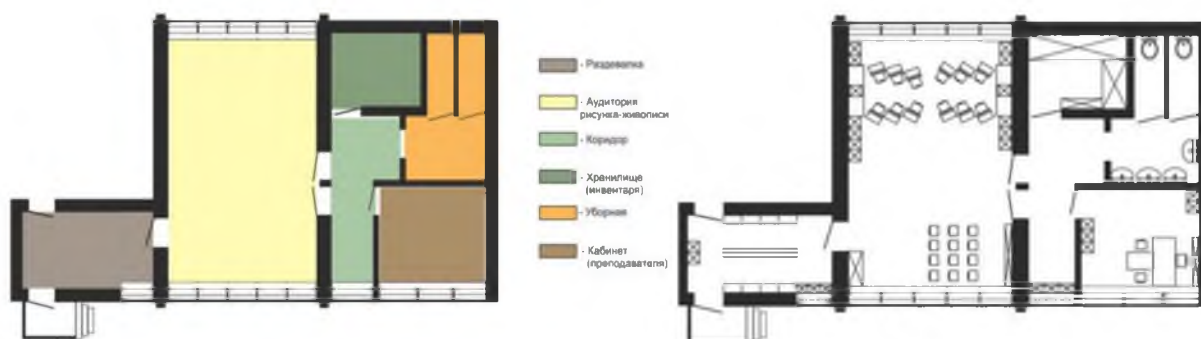 - Раздевалка
- Аудитория
рисунка-живописи
- Коридор
- Хранилище
(инвентаря)
- Уборная
- Кабинет
(преподавателя)